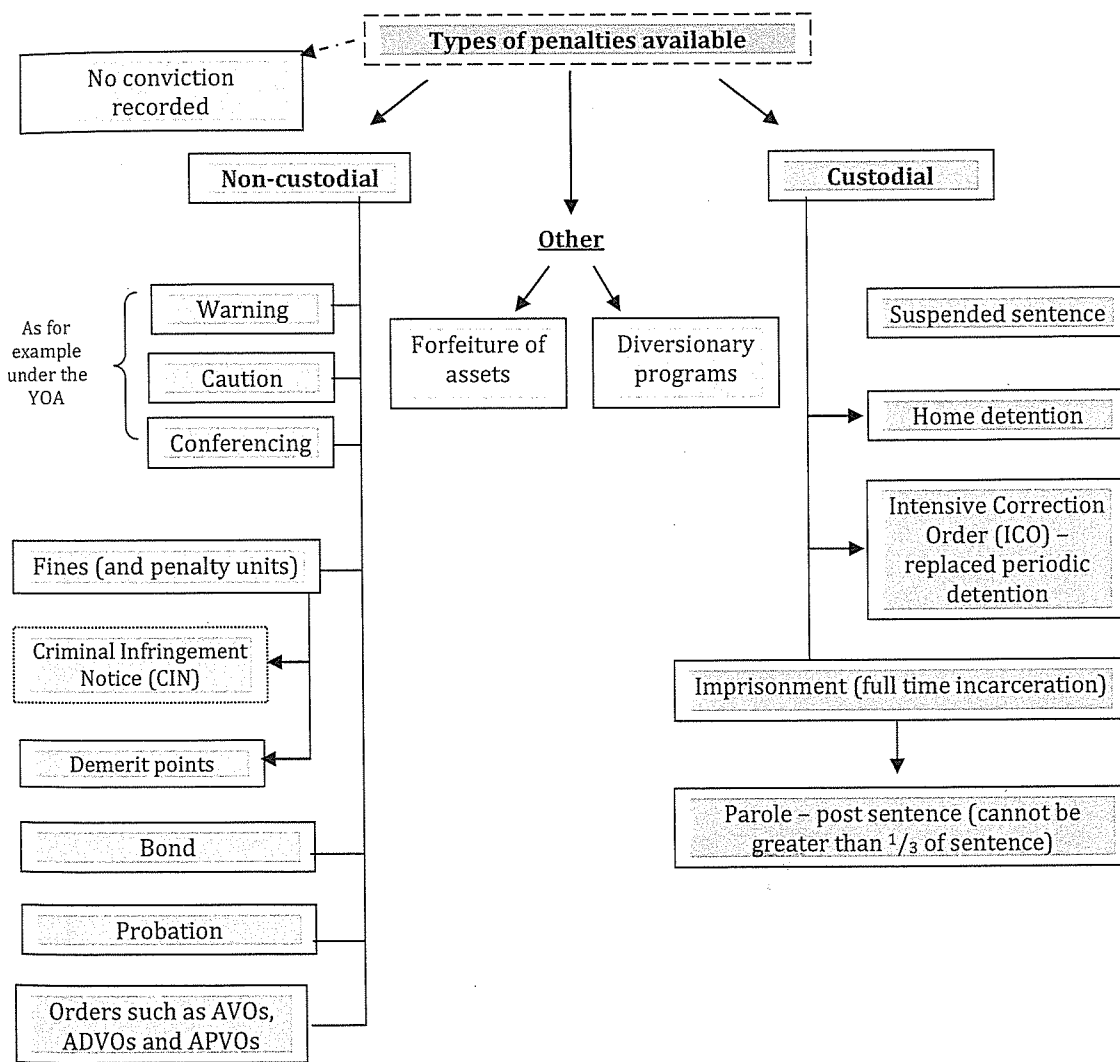 Types of penalties available
No conviction
recorded
Non-custodial
Custodial
Other
Warning
Caution
Conferencing
As for
example
under the
YOA
Forfeiture of
assets
Diversionary
programs
Suspended sentence
Home detention
Intensive Correction
Order (ICO) –
replaced periodic
detention
Fines (and penalty units)
Criminal Infringement
Notice (CIN)
Demerit points
Bond
Probation
Orders such as AVOs,
ADVOs and APVOs
Imprisonment (full time incarceration)
Parole – post sentence (cannot be
greater than 1/3 of sentence)